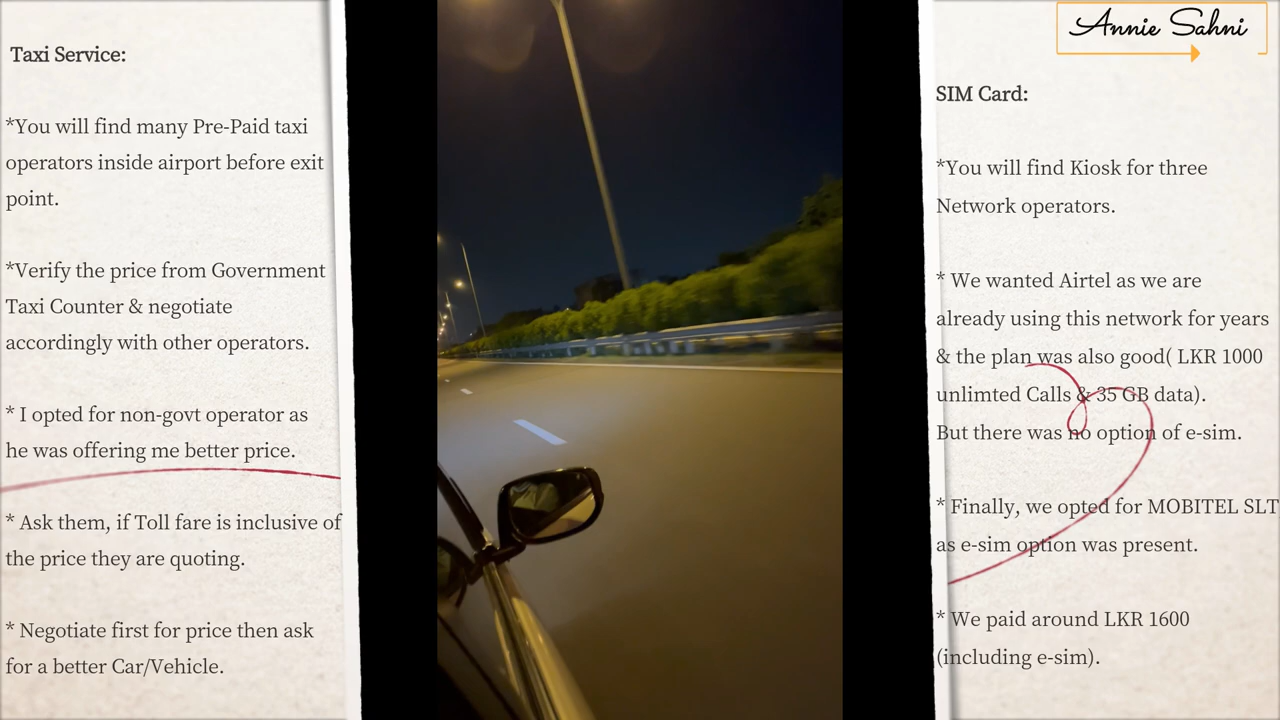 Taxi Service:
*You will find many Pre-Paid taxi
operators inside airport before exit
point.
*Verify the price from Government
Taxi Counter & negotiate
accordingly with other operators.
* I opted for non-govt operator as
he was offering me better price.
* Ask them, if Toll fare is inclusive of
the price they are quoting.
* Negotiate first for price then ask
for a better Car/Vehicle.
Annie Sahni
SIM Card:
*You will find Kiosk for three
Network operators.
* We wanted Airtel as we are
already using this network for years
& the plan was also good( LKR 1000
unlimted Calls & 35 GB data).
But there was no option of e-sim.
* Finally, we opted for MOBITEL SLT
as e-sim option was present.
* We paid around LKR 1600
(including e-sim).